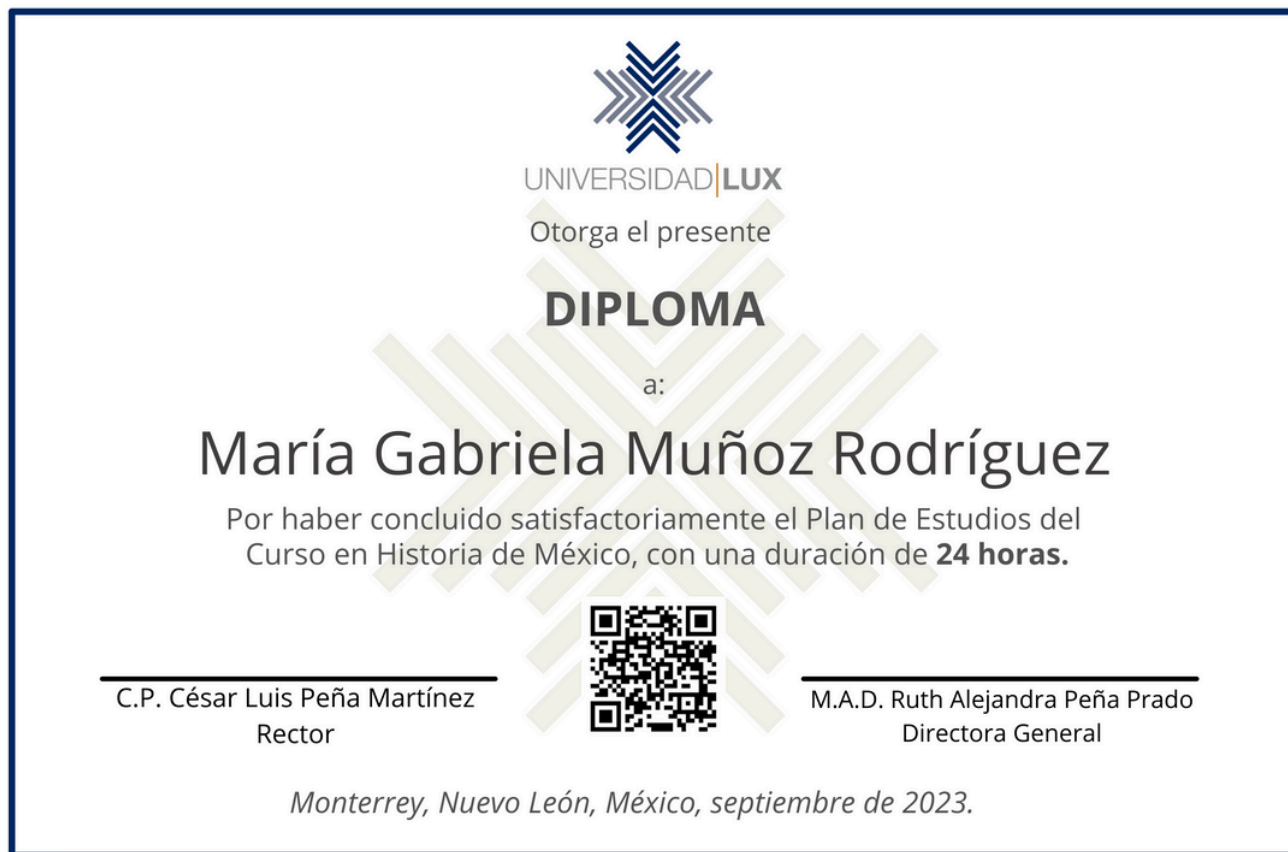 UNIVERSIDAD|LUX
Otorga el presente
DIPLOMA
a:
María Gabriela Muñoz Rodríguez
Por haber concluido satisfactoriamente el Plan de Estudios del
Curso en Historia de México, con una duración de 24 horas.
C.P. César Luis Peña Martínez
Rector
M.A.D. Ruth Alejandra Peña Prado
Directora General
Monterrey, Nuevo León, México, septiembre de 2023.